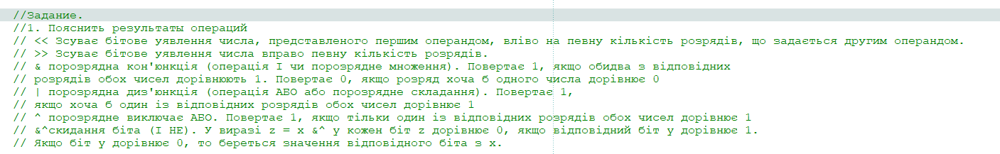 //Задание.
//1. Пояснить результаты операций
// << Зсуває бітове уявлення числа, представленого першим операндом, вліво на певну кількість розрядів, що задається другим операндом.
// >> Зсуває бітове уявлення числа вправо певну кількість розрядів.
// & порозрядна кон'юнкція (операція І чи порозрядне множення). Повертає 1, якщо обидва з відповідних
// розрядів обох чисел дорівнюють 1. Повертає 0, якщо розряд хоча б одного числа дорівнює 0
// | порозрядна диз'юнкція (операція АБО або порозрядне складання). Повертає 1,
// якщо хоча б один із відповідних розрядів обох чисел дорівнює 1
// ^ порозрядне виключає АБО. Повертає 1, якщо тільки один із відповідних розрядів обох чисел дорівнює 1
// &^скидання біта (І НЕ). У виразі z = x &^ y кожен біт z дорівнює 0, якщо відповідний біт y дорівнює 1.
// Якщо біт y дорівнює 0, то береться значення відповідного біта з x.